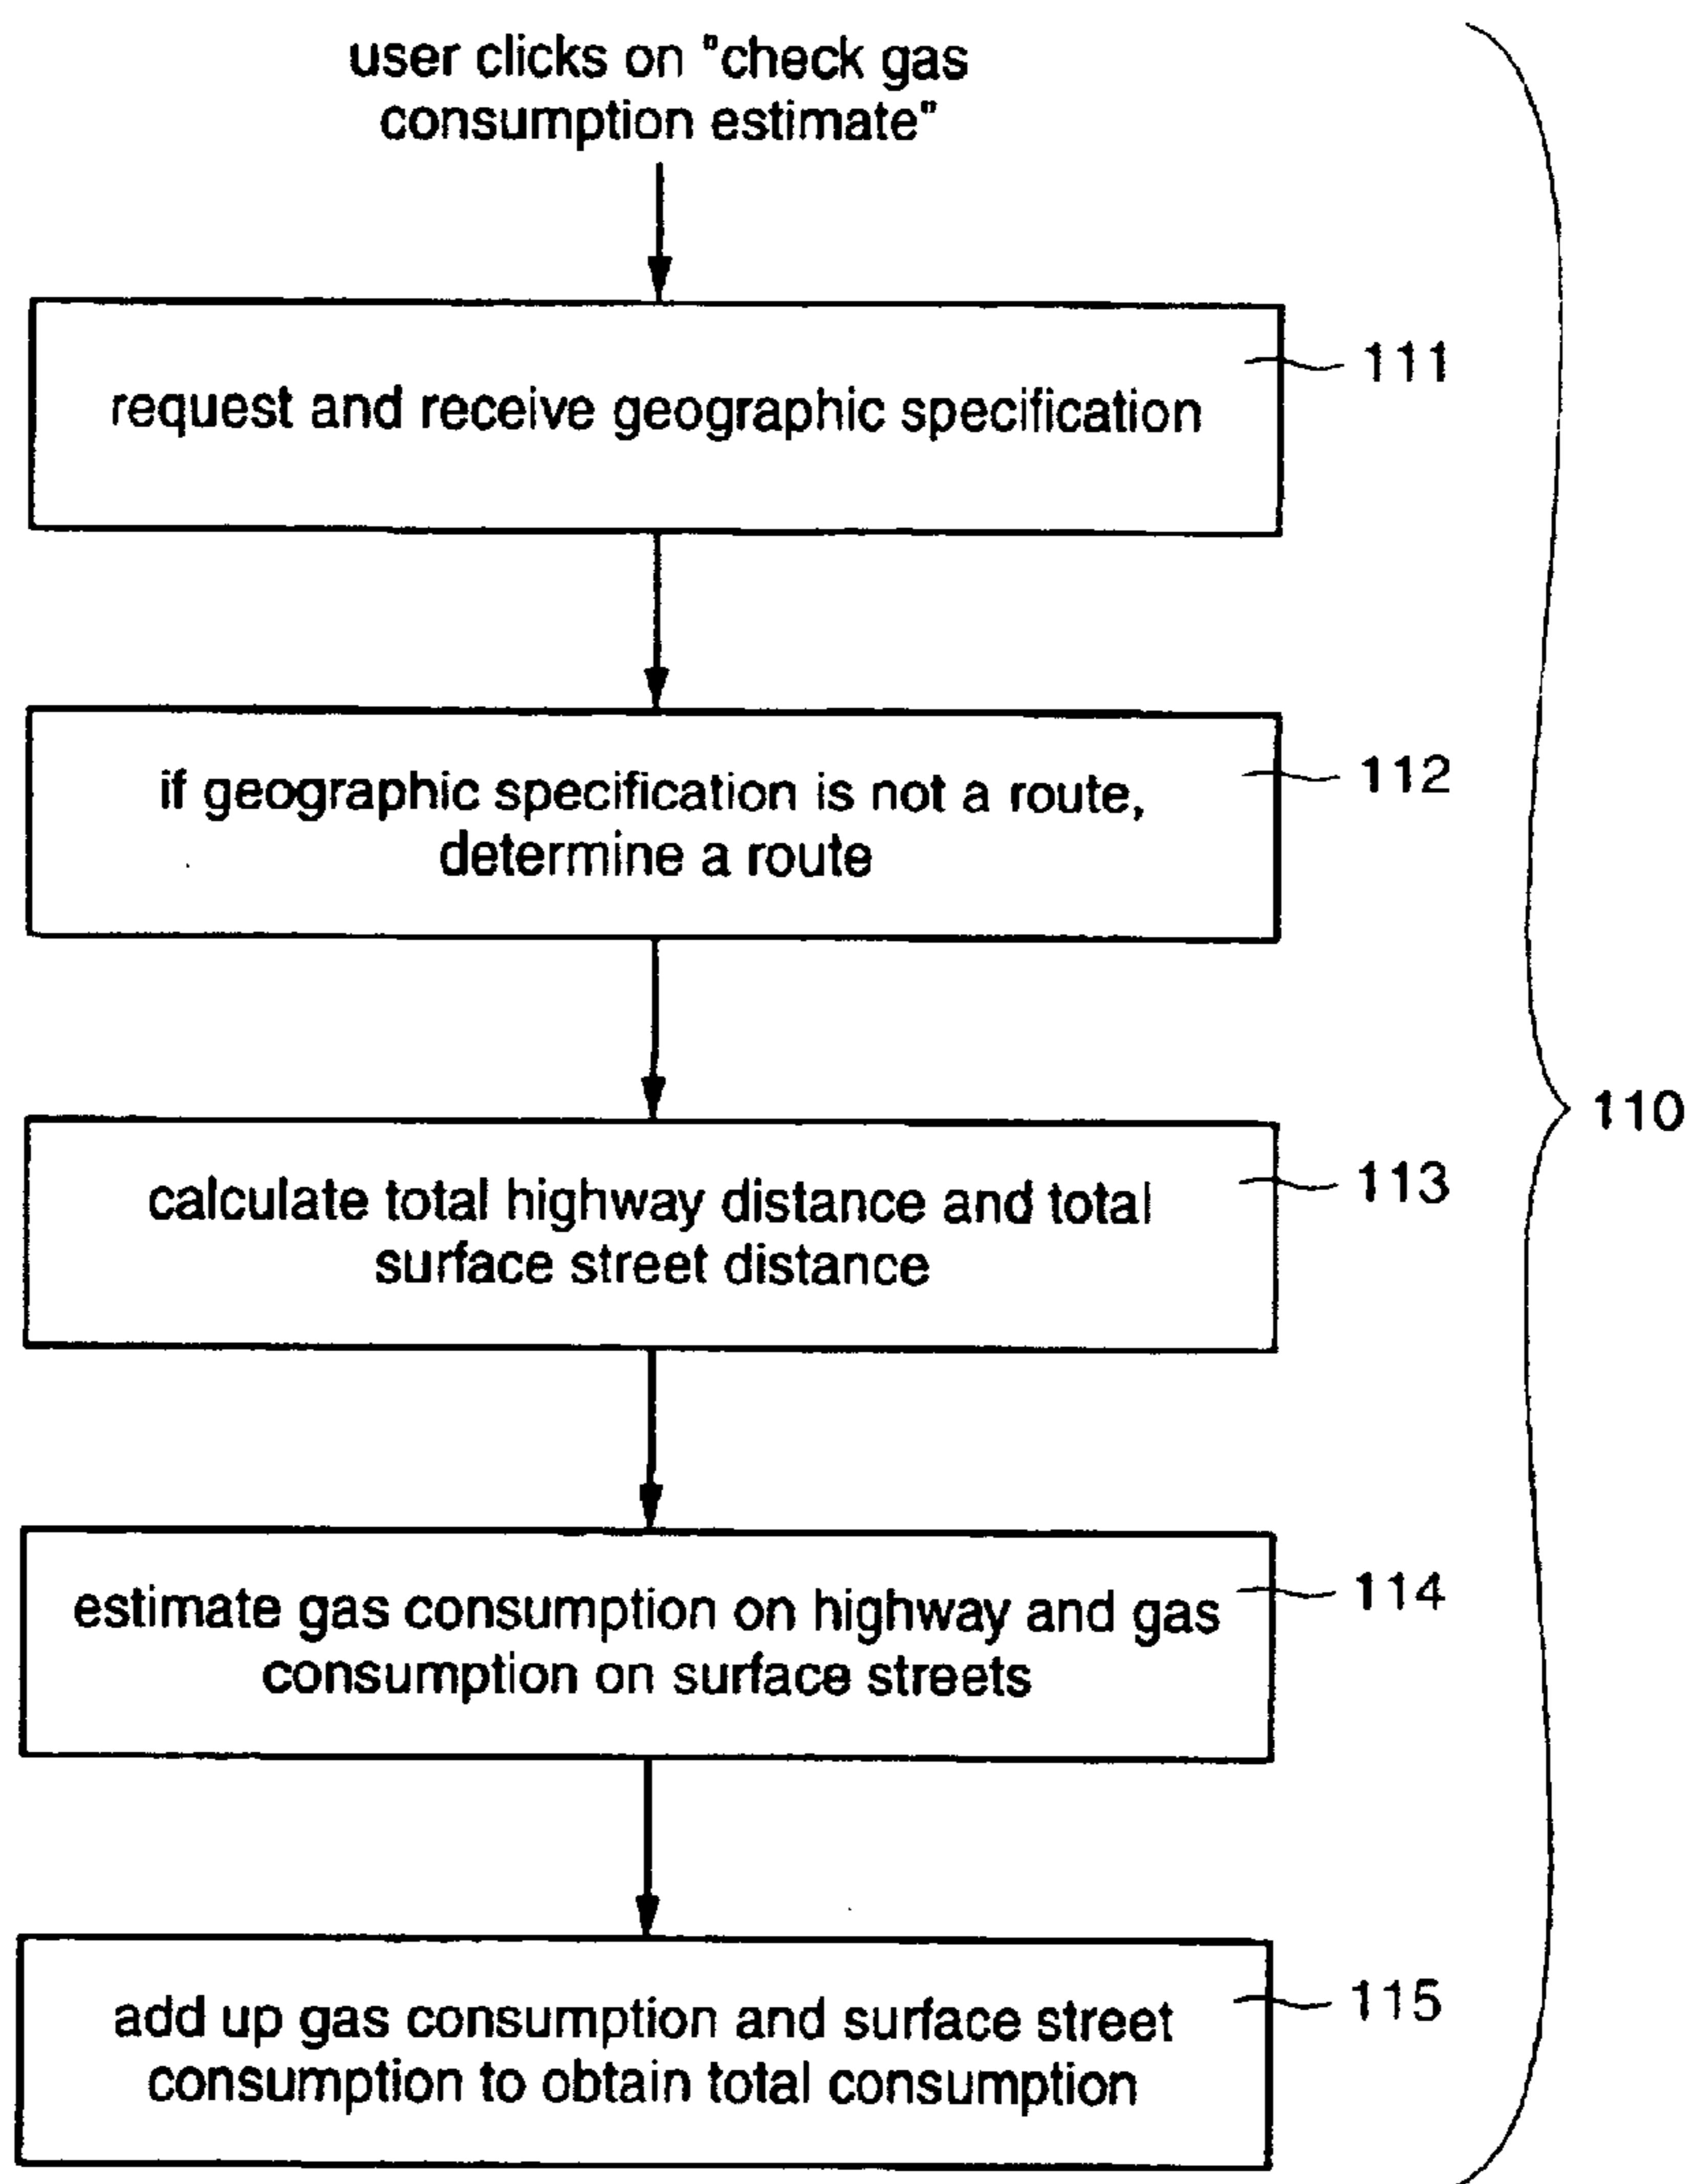 user clicks on "check gas
consumption estimate"
request and receive geographic specification
111
if geographic specification is not a route,
determine a route
112
110
calculate total highway distance and total
surface street distance
113
estimate gas consumption on highway and gas
consumption on surface streets
114
add up gas consumption and surface street
consumption to obtain total consumption
115